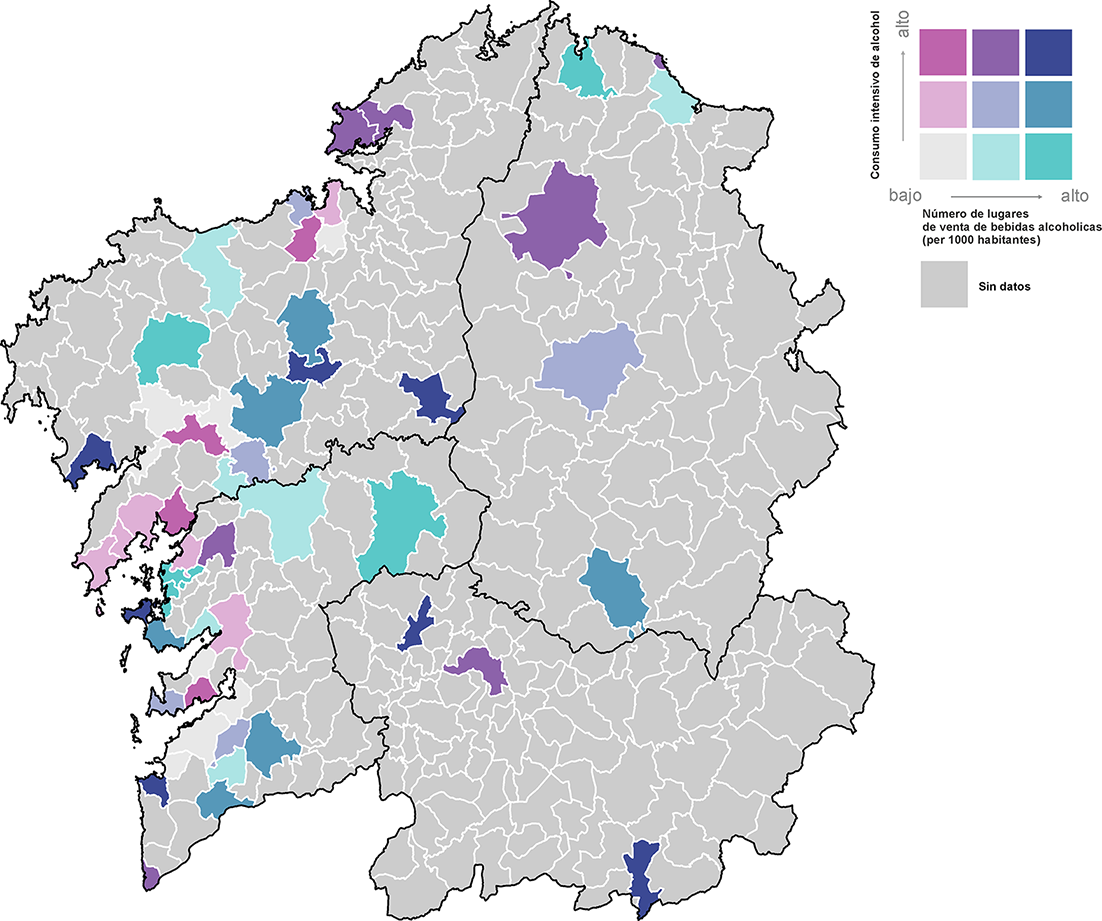 alto
Consumo intensivo de alcohol
bajo
alto
Número de lugares
de venta de bebidas alcoholicas
(per 1000 habitantes)
Sin datos